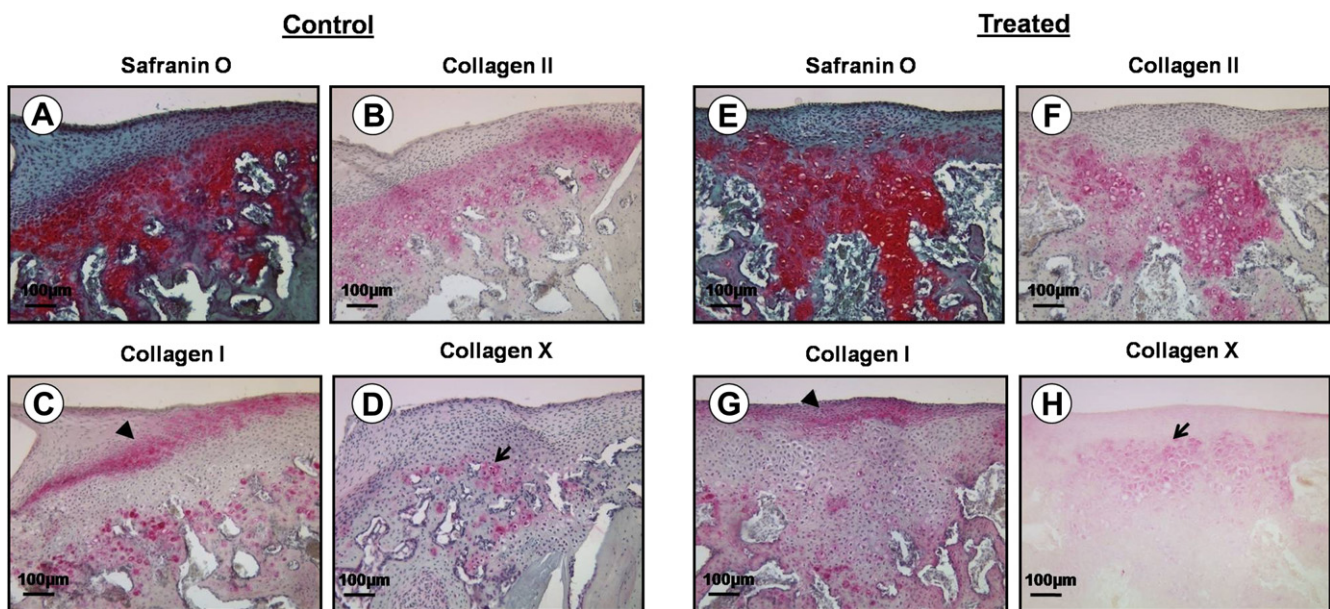 Control
Treated
Safranin O
Collagen II
Safranin O
Collagen II
A
B
E
F
100µm
100µm
100µm
100µm
Collagen I
Collagen X
Collagen I
Collagen X
C
D
G
H
100µm
100µm
100µm
100µm